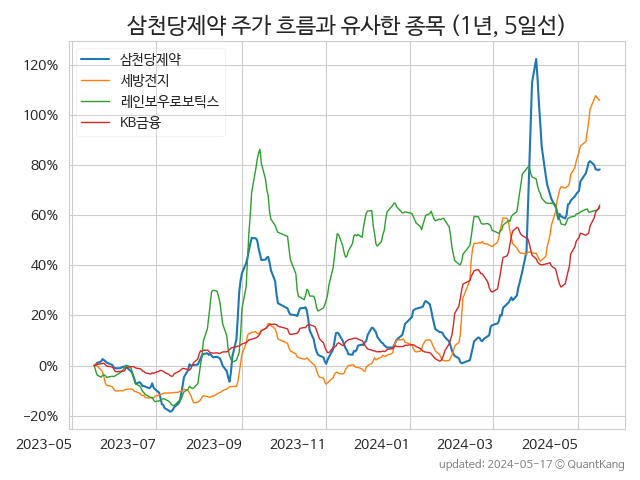 삼천당제약 주가 흐름과 유사한 종목 (1년, 5일선)
삼천당제약
세방전지
레인보우로보틱스
KB금융
120%
100%
80%
60%
40%
20%
0%
−20%
2023-05 2023-07 2023-09 2023-11 2024-01 2024-03 2024-05
updated: 2024-05-17 © QuantKang